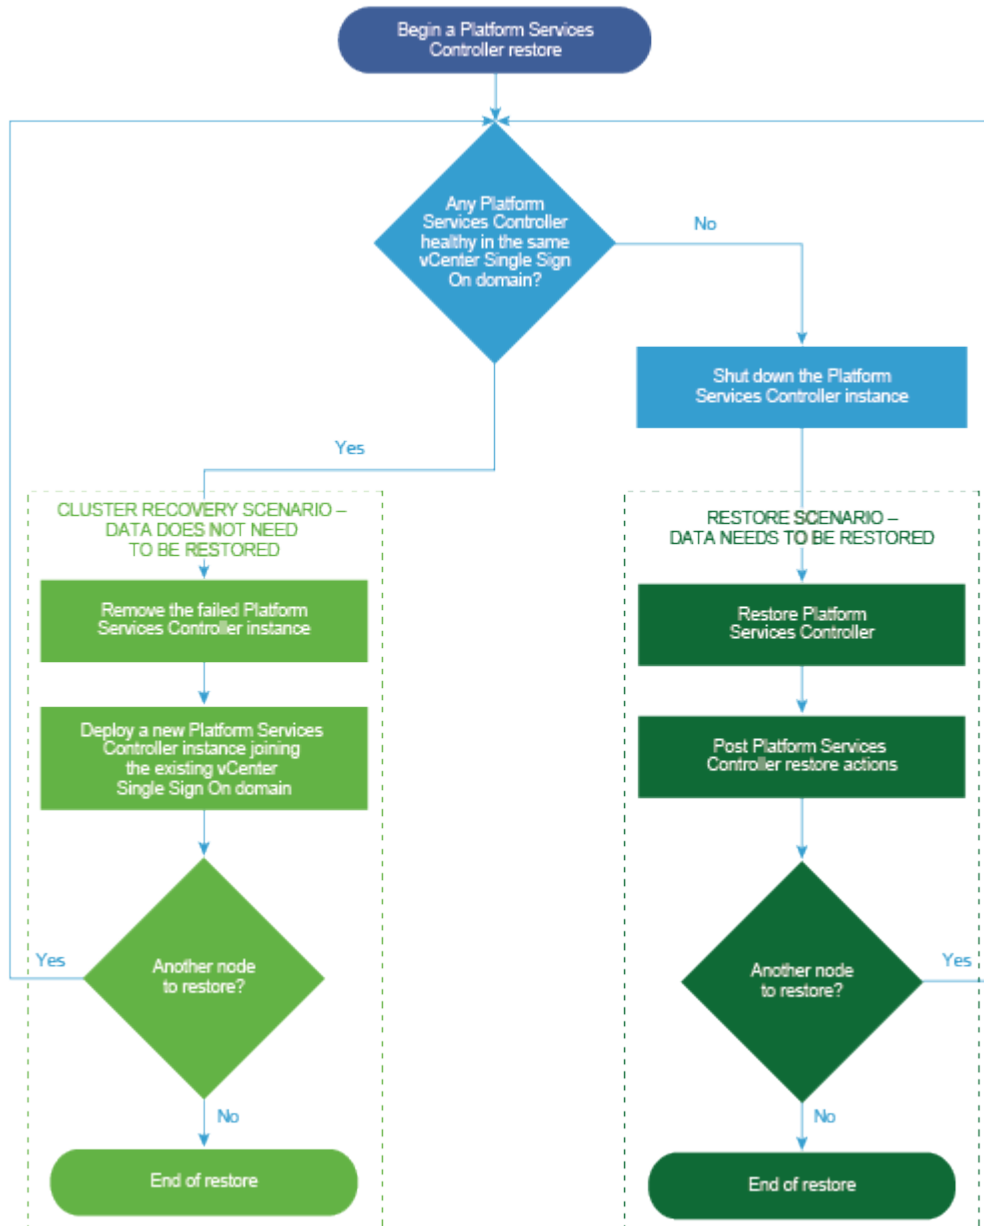 Begin a Platform Services
Controller restore
Any Platform
Services Controller
healthy in the same
vCenter Single Sign
On domain?
No
Shut down the Platform
Services Controller instance
Yes
CLUSTER RECOVERY SCENARIO –
DATA DOES NOT NEED
TO BE RESTORED
Remove the failed Platform
Services Controller instance
Deploy a new Platform Services
Controller instance joining
the existing vCenter
Single Sign On domain
Another node
to restore?
Yes
No
End of restore
RESTORE SCENARIO –
DATA NEEDS TO BE RESTORED
Restore Platform
Services Controller
Post Platform Services
Controller restore actions
Another node
to restore?
Yes
No
End of restore